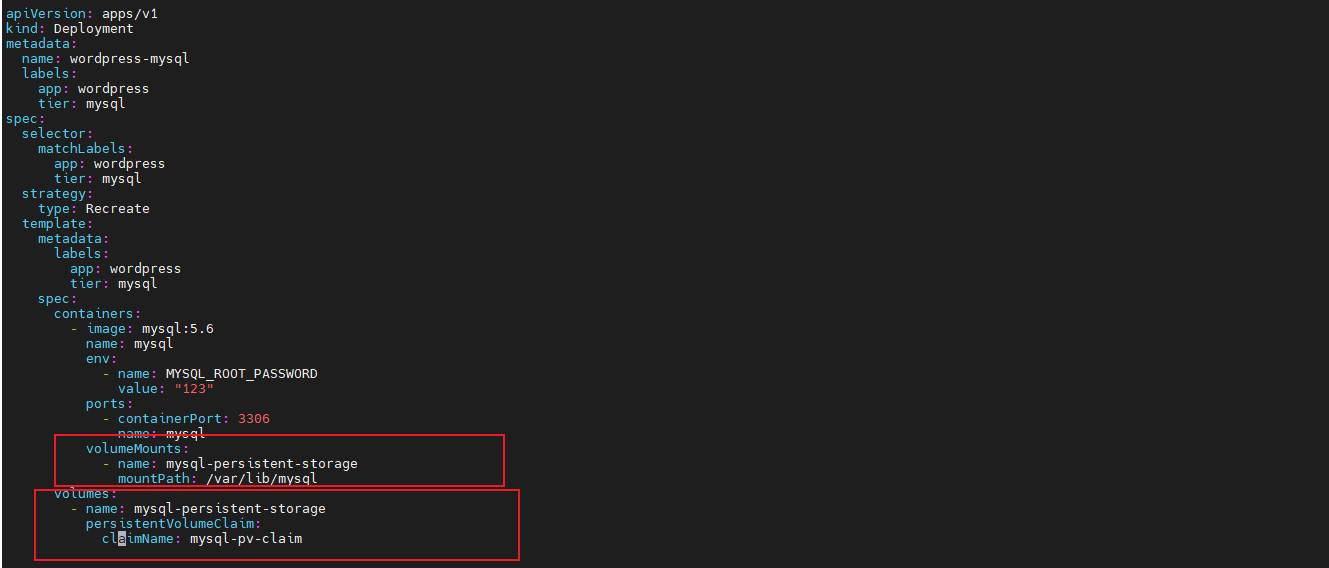 apiVersion: apps/v1
kind: Deployment
metadata:
  name: wordpress-mysql
  labels:
    app: wordpress
    tier: mysql
spec:
  selector:
    matchLabels:
      app: wordpress
      tier: mysql
  strategy:
    type: Recreate
  template:
    metadata:
      labels:
        app: wordpress
        tier: mysql
    spec:
      containers:
        - image: mysql:5.6
          name: mysql
          env:
            - name: MYSQL_ROOT_PASSWORD
              value: "123"
          ports:
            - containerPort: 3306
              name: mysql
          volumeMounts:
            - name: mysql-persistent-storage
              mountPath: /var/lib/mysql
      volumes:
        - name: mysql-persistent-storage
          persistentVolumeClaim:
            claimName: mysql-pv-claim